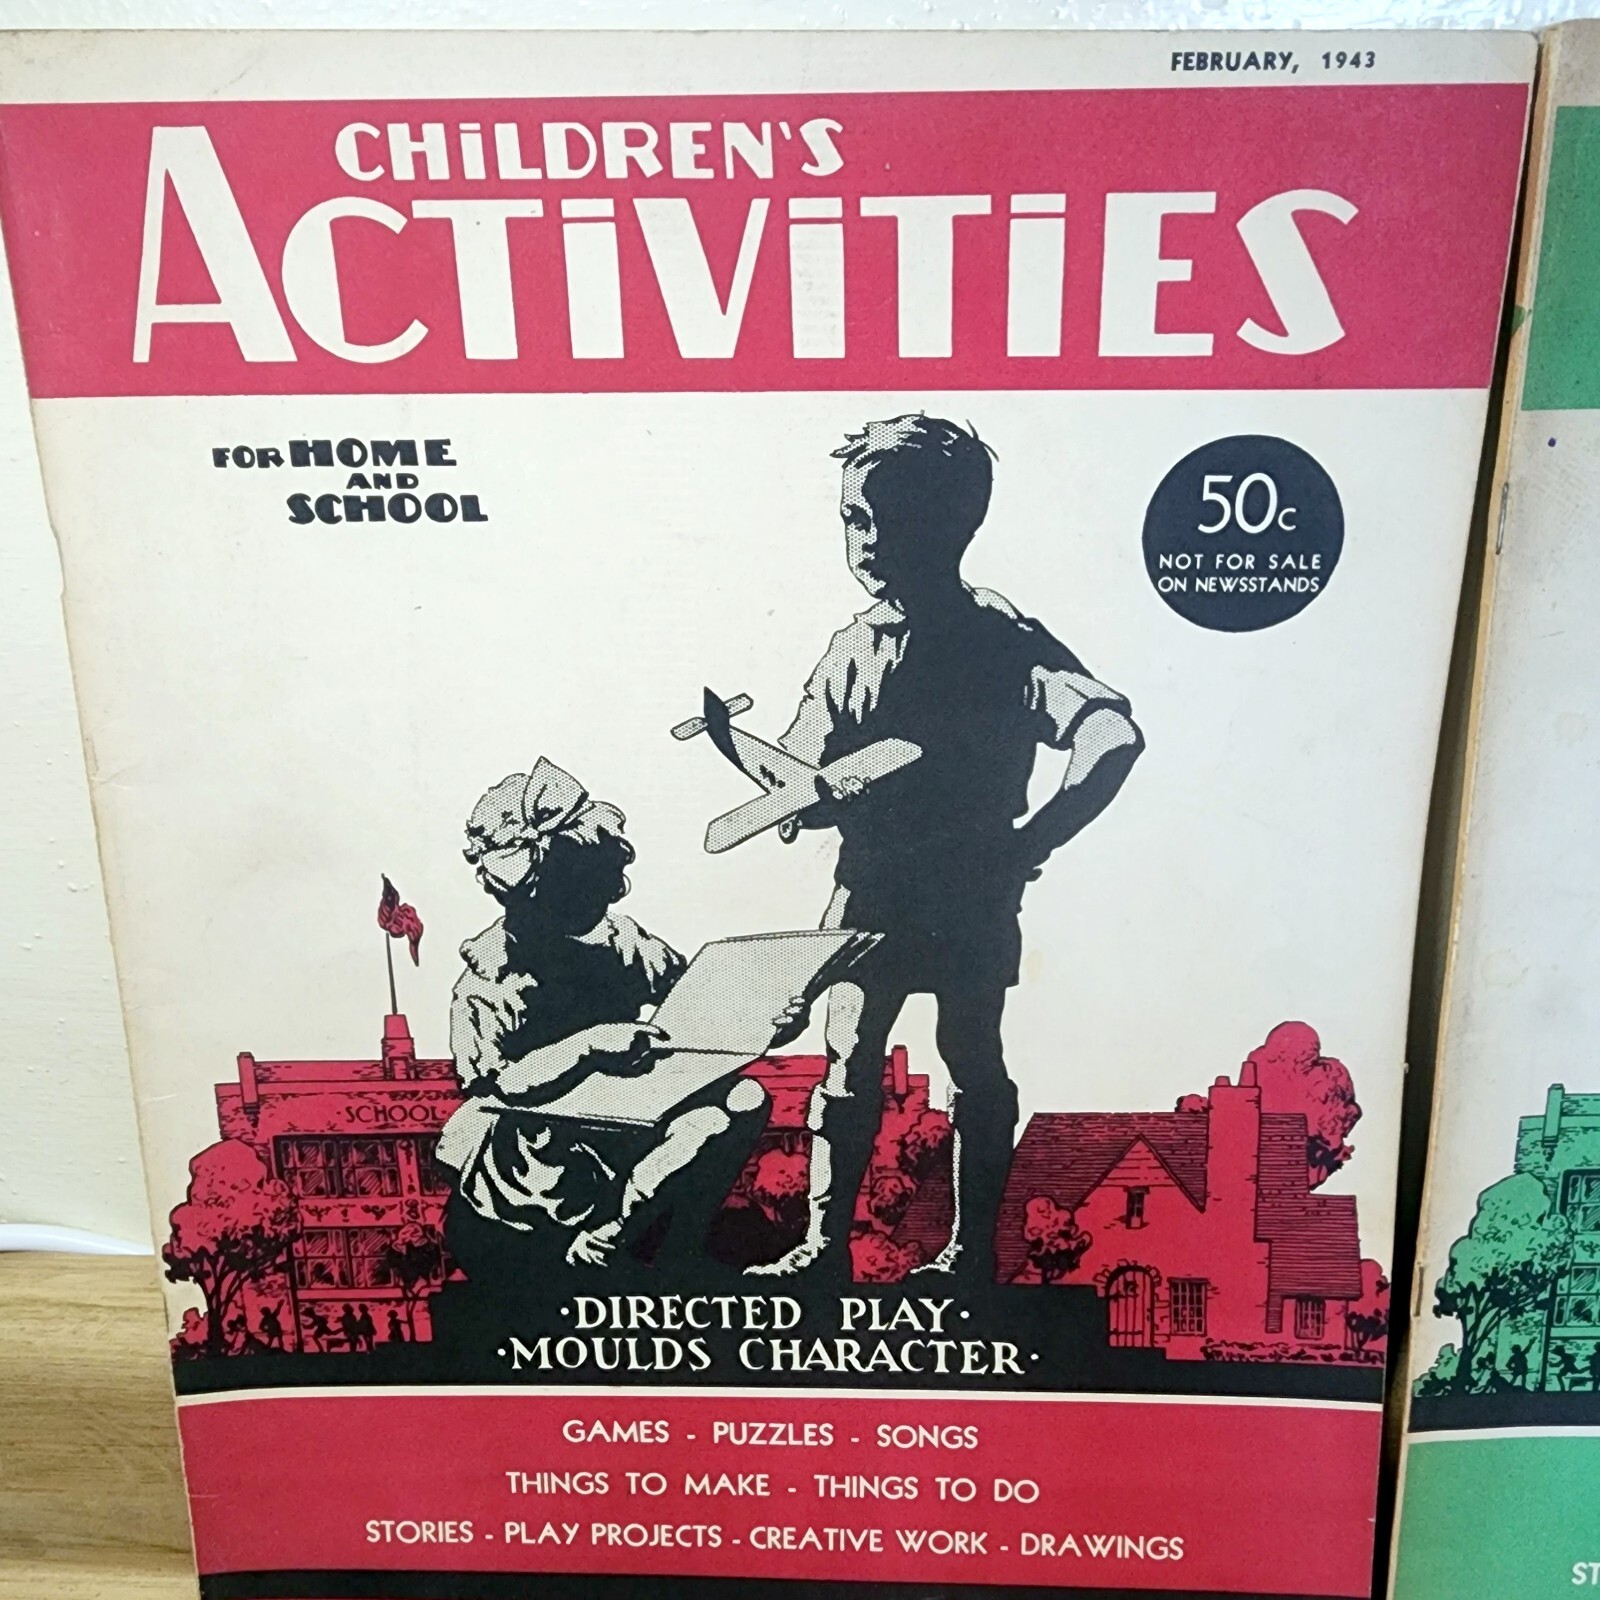 FEBRUARY, 1943
CHiLDREN'S
ACTiViTiES
FOR HOME
AND
SCHOOL
50c
NOT FOR SALE
ON NEWSSTANDS
·SCHOOL·
·DIRECTED PLAY·
·MOULDS CHARACTER·
GAMES - PUZZLES - SONGS
THINGS TO MAKE - THINGS TO DO
STORIES - PLAY PROJECTS - CREATIVE WORK - DRAWINGS
ST